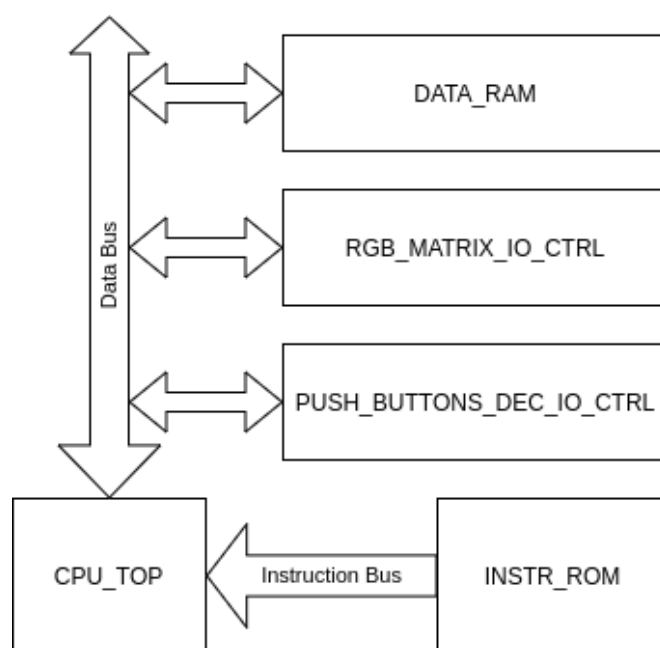 DATA_RAM
RGB_MATRIX_IO_CTRL
Data Bus
PUSH_BUTTONS_DEC_IO_CTRL
CPU_TOP
Instruction Bus
INSTR_ROM